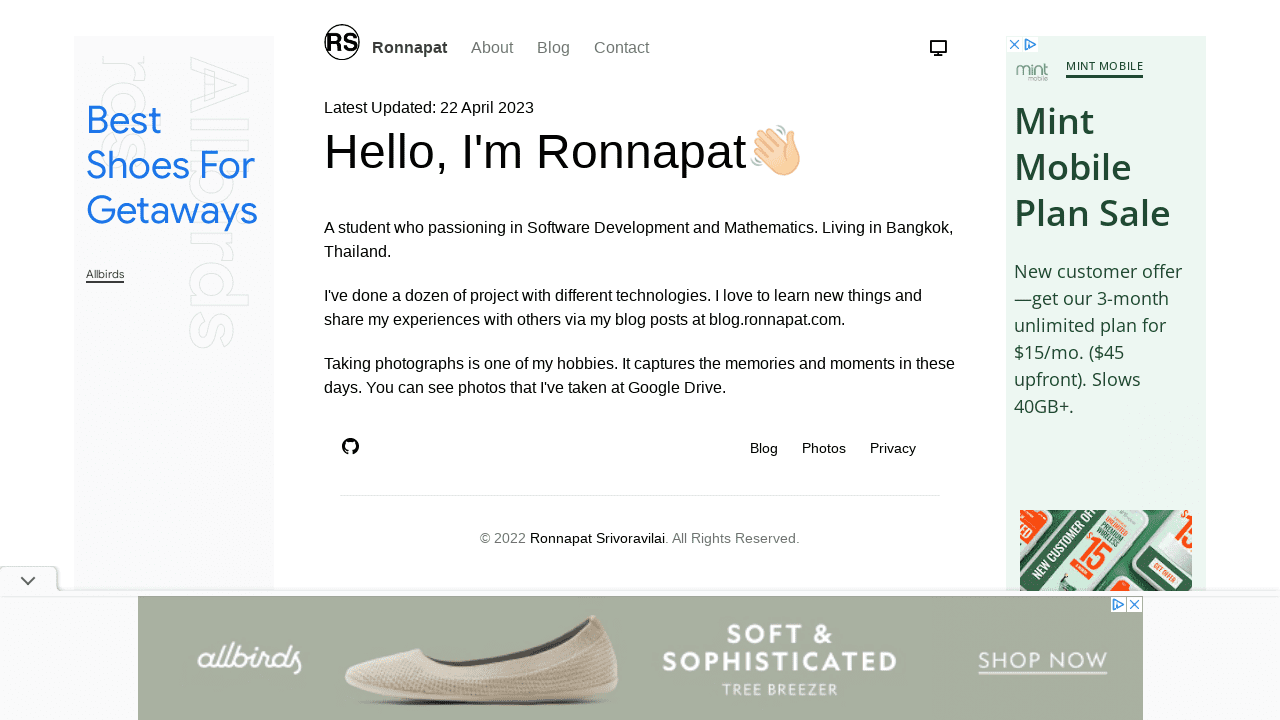 RS
Ronnapat About Blog Contact
Latest Updated: 22 April 2023
Hello, I'm Ronnapat👋🏼
A student who passioning in Software Development and Mathematics. Living in Bangkok,
Thailand.
I've done a dozen of project with different technologies. I love to learn new things and
share my experiences with others via my blog posts at blog.ronnapat.com.
Taking photographs is one of my hobbies. It captures the memories and moments in these
days. You can see photos that I've taken at Google Drive.
Blog Photos Privacy
© 2022 Ronnapat Srivoravilai. All Rights Reserved.
Allbirds
Best
Shoes For
Getaways
Allbirds
mint
mobile
MINT MOBILE
Mint
Mobile
Plan Sale
New customer offer
—get our 3-month
unlimited plan for
$15/mo. ($45
upfront). Slows
40GB+.
NEW CUSTOMER OFF
PREMIUM
WIRELESS
$15
GET OFFER
allbirds
SOFT &
SOPHISTICATED
TREE BREEZER
SHOP NOW